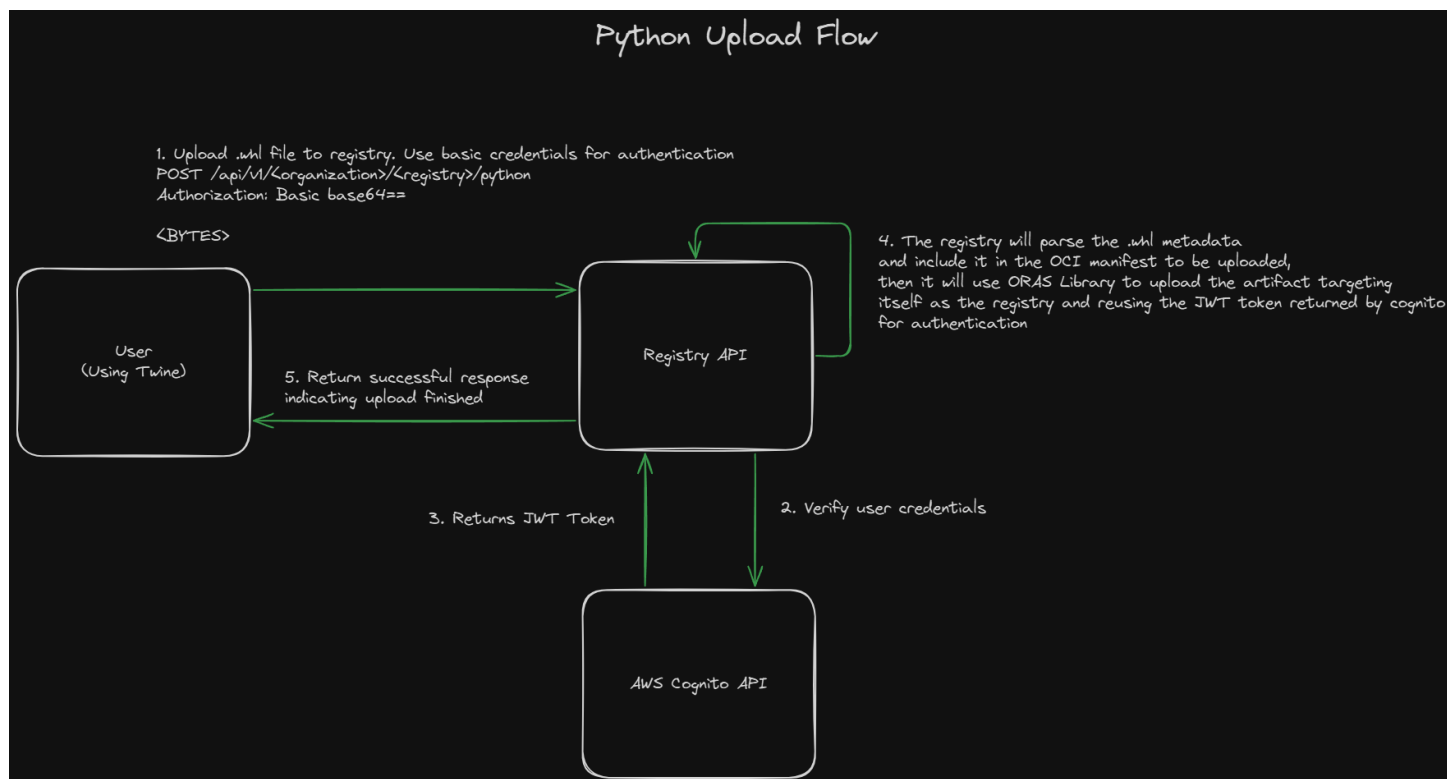 Python Upload Flow
1. Upload .whl file to registry. Use basic credentials for authentication
POST /api/v1/<organization>/<registry>/python
Authorization: Basic base64==
<BYTES>
4. The registry will parse the .whl metadata
and include it in the OCI manifest to be uploaded,
then it will use ORAS Library to upload the artifact targeting
itself as the registry and reusing the JWT token returned by cognito
for authentication
User
(Using Twine)
Registry API
5. Return successful response
indicating upload finished
3. Returns JWT Token
2. Verify user credentials
AWS Cognito API